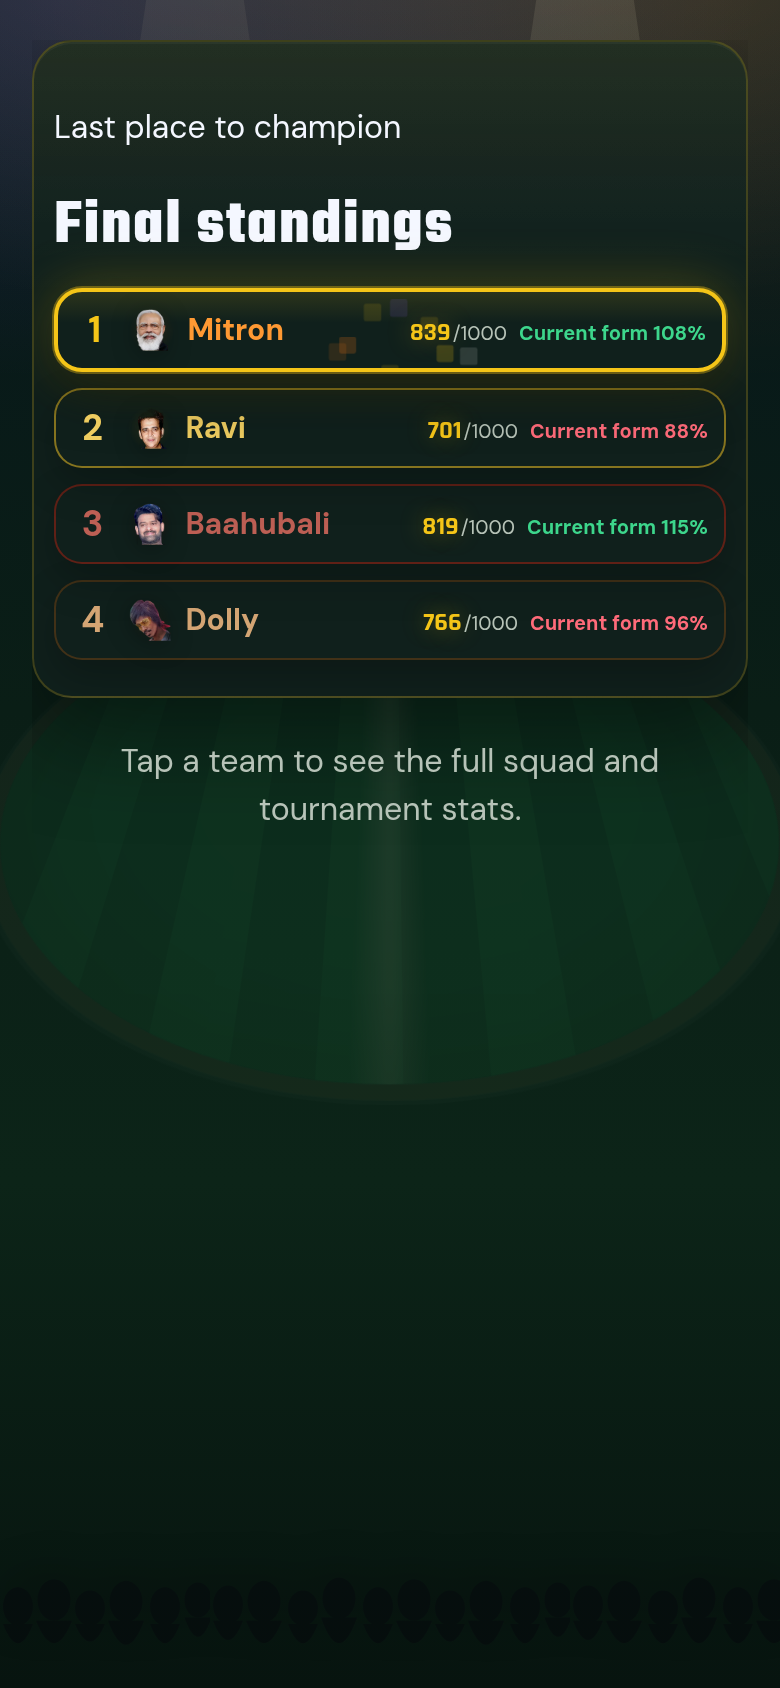 Last place to champion
Final standings
1 Mitron 839/1000 Current form 108%
2 Ravi 701/1000 Current form 88%
3 Baahubali 819/1000 Current form 115%
4 Dolly 766/1000 Current form 96%
Tap a team to see the full squad and
tournament stats.